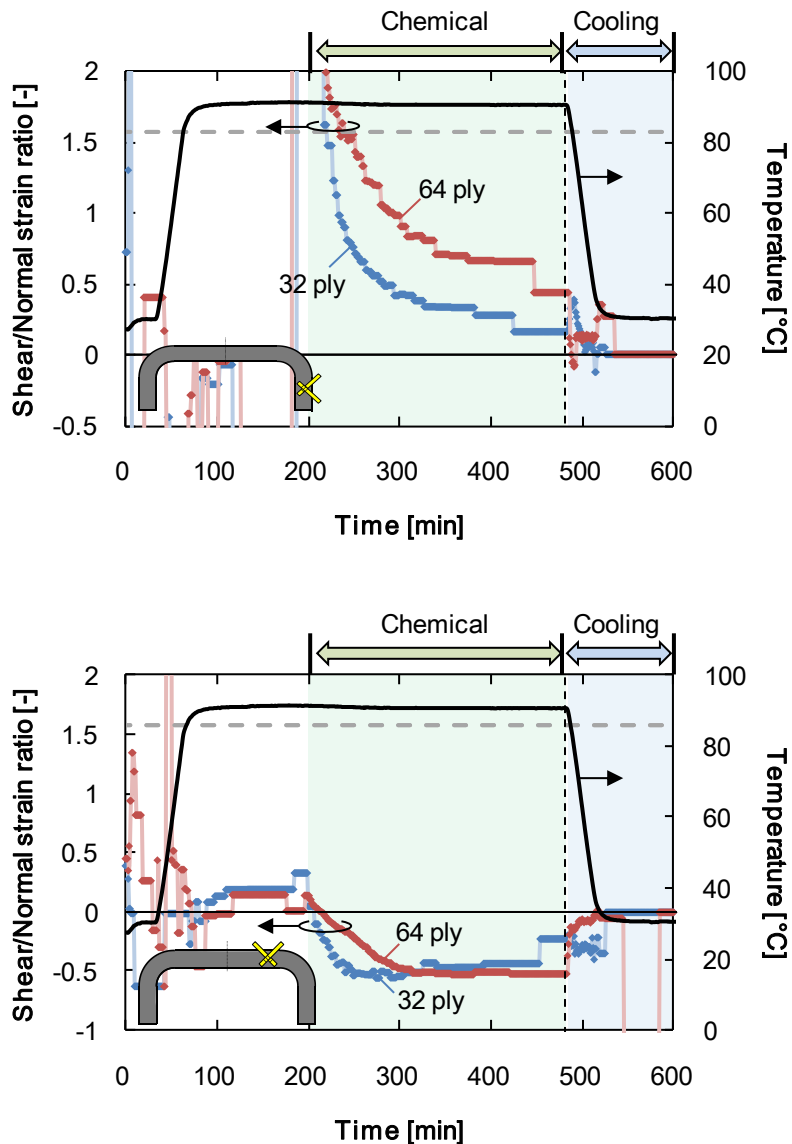 Chemical Cooling
2 100
1.5 80
1 60
0.5 40
0 20
-0.5 0
64 ply
32 ply
Shear/Normal strain ratio [-]
Temperature [°C]
0 100 200 300 400 500 600
Time [min]
Chemical Cooling
2 100
1.5 80
1 60
0.5 40
0 20
-0.5 0
-1
64 ply
32 ply
Shear/Normal strain ratio [-]
Temperature [°C]
0 100 200 300 400 500 600
Time [min]